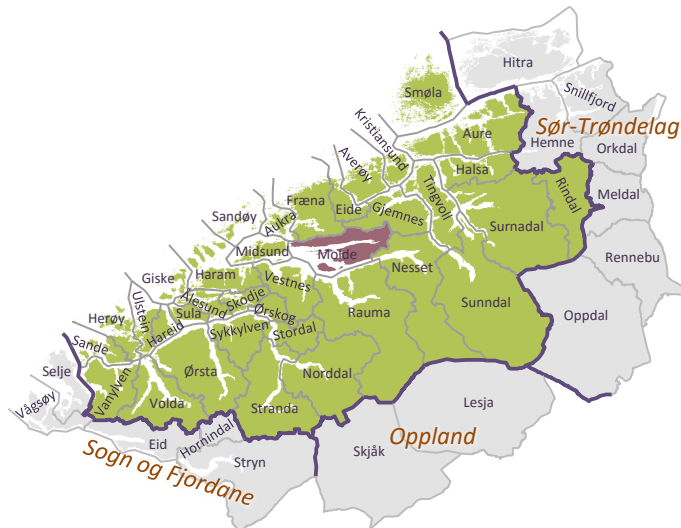 Hitra
Snillfjord
Smøla
Sør-Trøndelag
Kristiansund
Aure
Hemne
Orkdal
Averøy
Halsa
Tingvoll
Rindal
Meldal
Fræna
Eide
Gjemnes
Sandøy
Aukra
Surnadal
Midsund
Molde
Rennebu
Nesset
Giske
Haram
Vestnes
Sunndal
Ulstein
Ålesund
Skodje
Rauma
Oppdal
Herøy
Sula
Ørskog
Hareid
Sykkylven
Stordal
Sande
Selje
Ørsta
Norddal
Vanylven
Volda
Stranda
Lesja
Vågsøy
Eid
Hornindal
Oppland
Skjåk
Stryn
Sogn og Fjordane